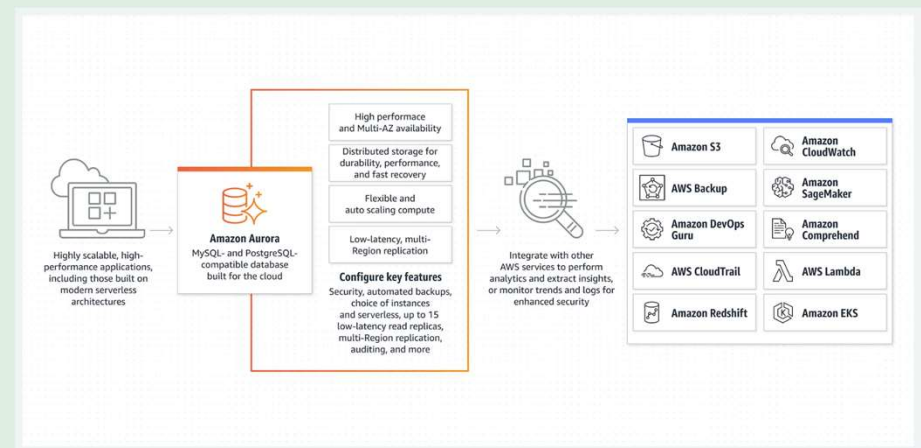 Highly scalable, high-
performance applications,
including those built on
modern serverless
architectures
Amazon Aurora
MySQL- and PostgreSQL-
compatible database
built for the cloud
High performace
and Multi-AZ availability
Distributed storage for
durability, performance,
and fast recovery
Flexible and
auto scaling compute
Low-latency, multi-
Region replication
Configure key features
Security, automated backups,
choice of instances
and serverless, up to 15
low-latency read replicas,
multi-Region replication,
auditing, and more
Integrate with other
AWS services to perform
analytics and extract insights,
or monitor trends and logs for
enhanced security
Amazon S3
Amazon
CloudWatch
AWS Backup
Amazon
SageMaker
Amazon DevOps
Guru
Amazon
Comprehend
AWS CloudTrail
AWS Lambda
Amazon Redshift
Amazon EKS